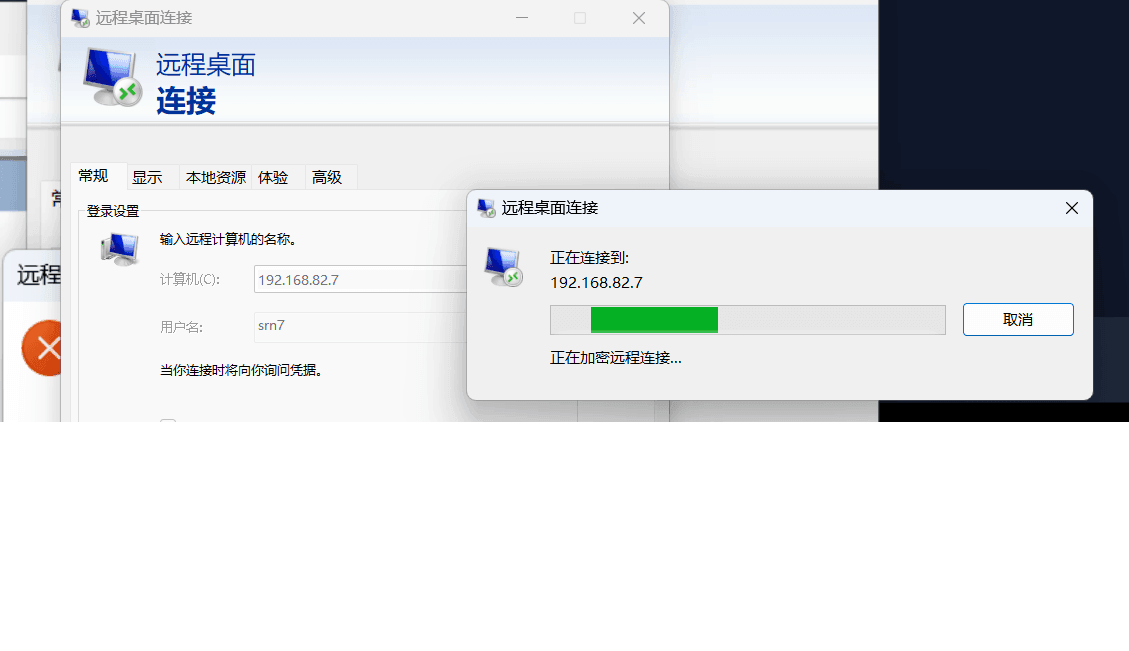 远程桌面连接
远程桌面
连接
常规
显示
本地资源
体验
高级
登录设置
输入远程计算机的名称。
计算机(C):
192.168.82.7
用户名:
srn7
当你连接时将向你询问凭据。
远程桌面连接
正在连接到:
192.168.82.7
取消
正在加密远程连接...
远程